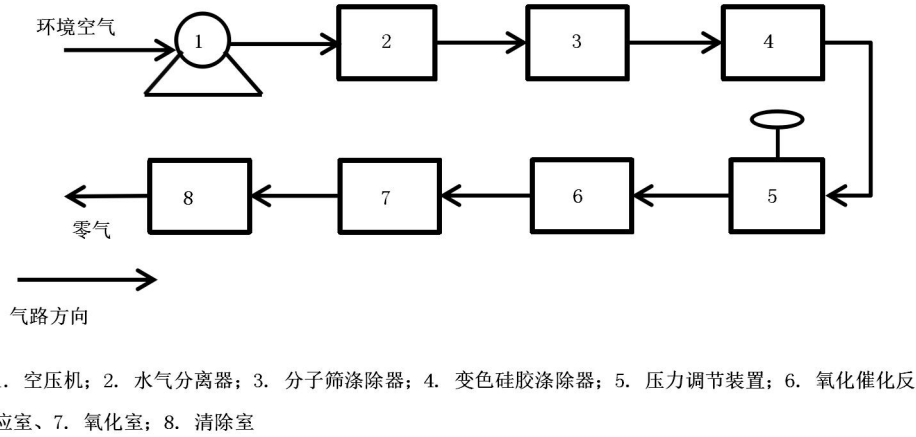 环境空气
1
2
3
4
8
7
6
5
零气
气路方向
1. 空压机；2. 水气分离器；3. 分子筛涤除器；4. 变色硅胶涤除器；5. 压力调节装置；6. 氧化催化反
应室、7. 氧化室；8. 清除室